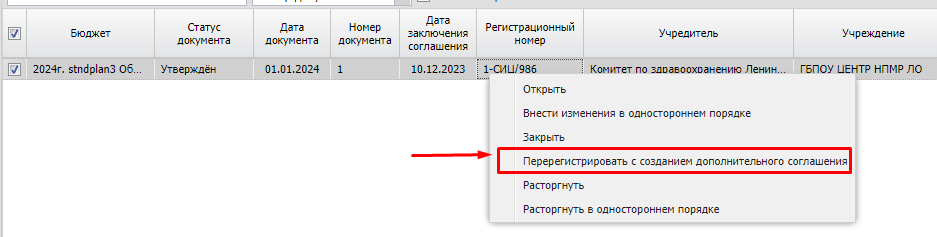 Бюджет
Статус
документа
Дата
документа
Номер
документа
Дата
заключения
соглашения
Регистрационный
номер
Учредитель
Учреждение
2024г. stndplan3 Об... Утверждён 01.01.2024 1 10.12.2023 1-СИЦ/986 Комитет по здравоохранению Ленин... ГБПОУ ЦЕНТР НПМР ЛО
Открыть
Внести изменения в одностороннем порядке
Закрыть
Перерегистрировать с созданием дополнительного соглашения
Расторгнуть
Расторгнуть в одностороннем порядке